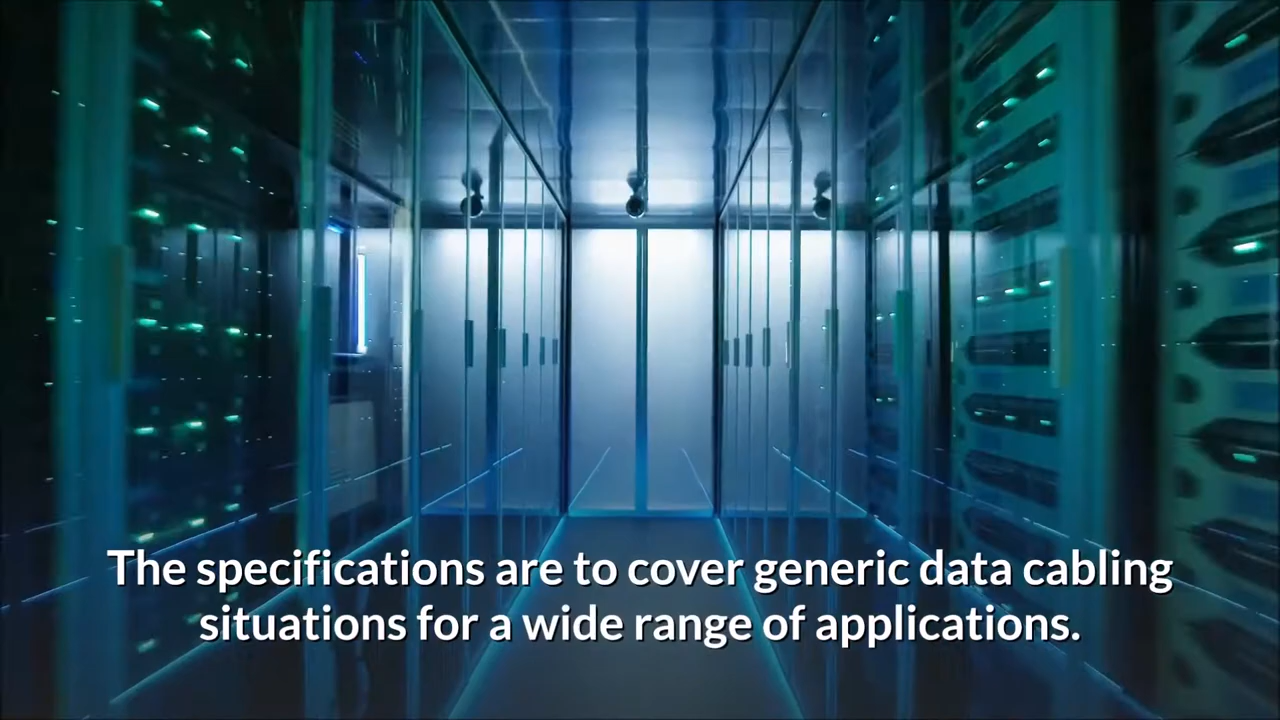 The specifications are to cover generic data cabling
situations for a wide range of applications.